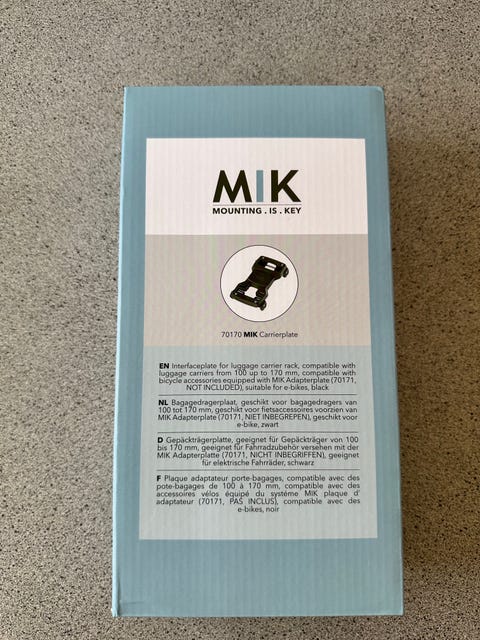 MIK
MOUNTING . IS . KEY
70170 MIK Carrierplate
EN Interfaceplate for luggage carrier rack, compatible with
luggage carriers from 100 up to 170 mm, compatible with
bicycle accessories equipped with MIK Adapterplate (70171,
NOT INCLUDED), suitable for e-bikes, black
NL Bagagedragerplaat, geschikt voor bagagedragers van
100 tot 170 mm, geschikt voor fietsaccessoires voorzien van
MIK Adapterplate (70171, NIET INBEGREPEN), geschikt voor
e-bike, zwart
D Gepäckträgerplatte, geeignet für Gepäckträger von 100
bis 170 mm, geeignet für Fahrradzubehör versehen mit der
MIK Adapterplatte (70171, NICHT INBEGRIFFEN), geeignet
für elektrische Fahrräder, schwarz
F Plaque adaptateur porte-bagages, compatible avec des
pote-bagages de 100 à 170 mm, compatible avec des
accessoires vélos équipé du systéme MIK plaque d'
adaptateur (70171, PAS INCLUS), compatible avec des
e-bikes, noir